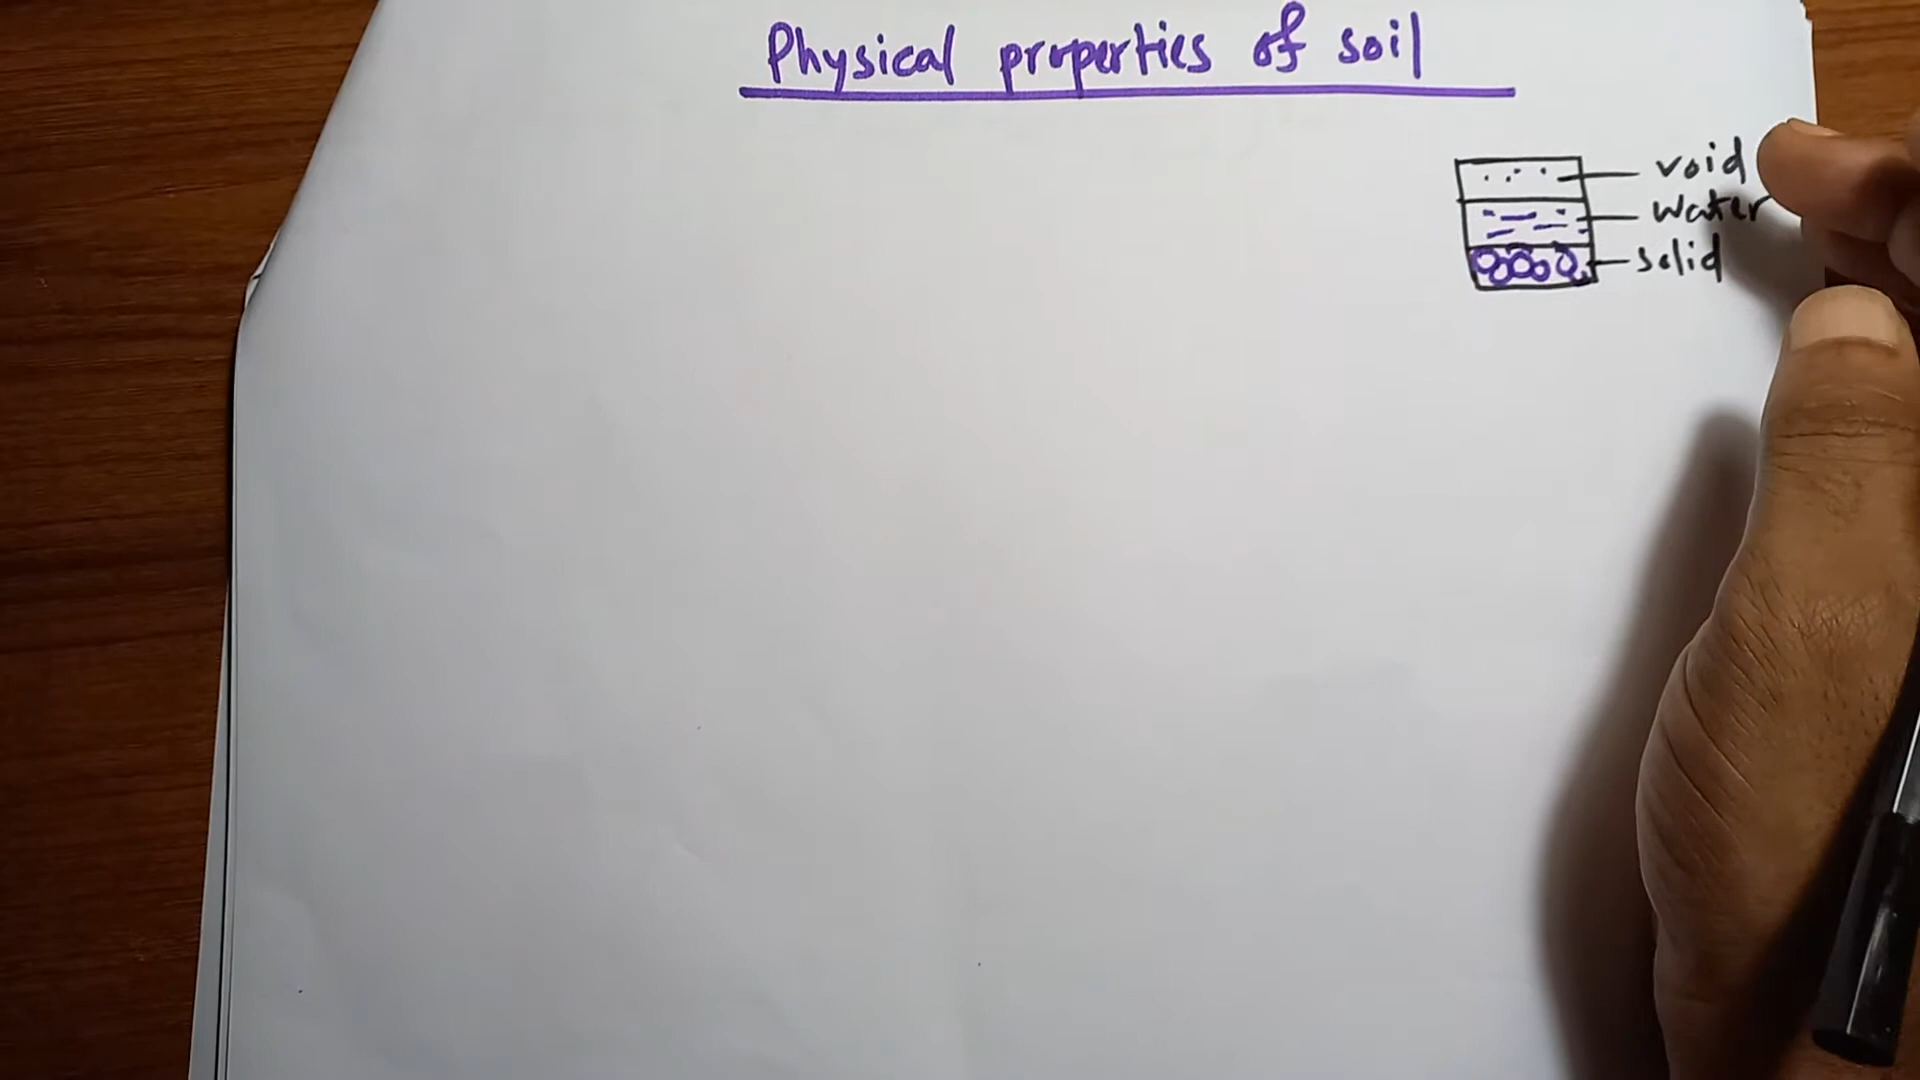 Physical properties of soil
void
water
solid